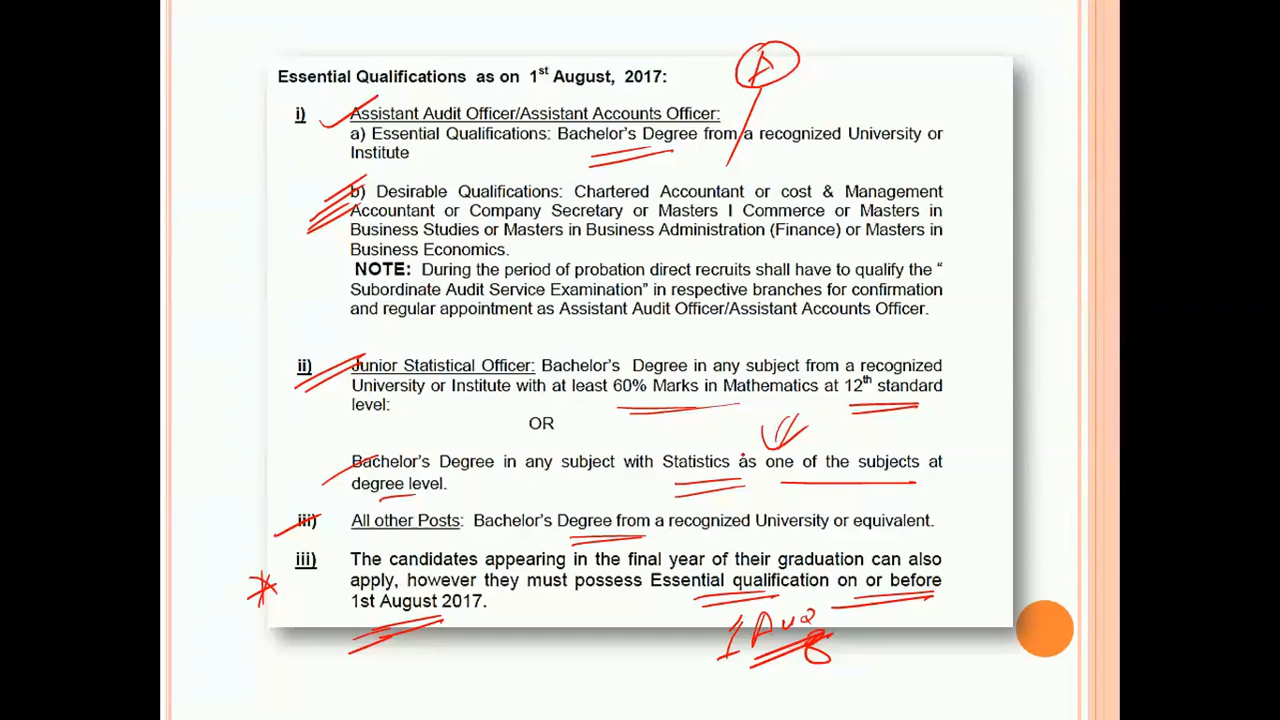 Essential Qualifications as on 1st August, 2017:
A
i) Assistant Audit Officer/Assistant Accounts Officer:
a) Essential Qualifications: Bachelor's Degree from a recognized University or
Institute
b) Desirable Qualifications: Chartered Accountant or cost & Management
Accountant or Company Secretary or Masters I Commerce or Masters in
Business Studies or Masters in Business Administration (Finance) or Masters in
Business Economics.
NOTE: During the period of probation direct recruits shall have to qualify the “
Subordinate Audit Service Examination” in respective branches for confirmation
and regular appointment as Assistant Audit Officer/Assistant Accounts Officer.
ii) Junior Statistical Officer: Bachelor's Degree in any subject from a recognized
University or Institute with at least 60% Marks in Mathematics at 12th standard
level:
OR
Bachelor's Degree in any subject with Statistics as one of the subjects at
degree level.
iii) All other Posts: Bachelor's Degree from a recognized University or equivalent.
iii) The candidates appearing in the final year of their graduation can also
apply, however they must possess Essential qualification on or before
1st August 2017.
1 Aug